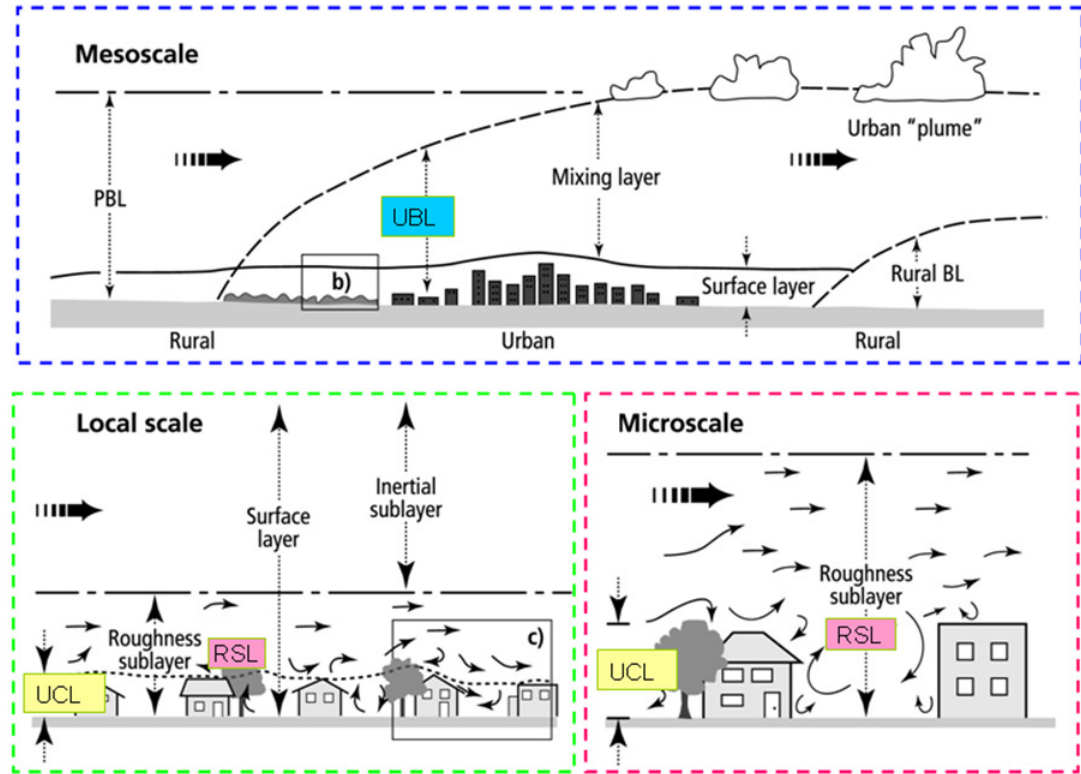 Mesoscale
Urban "plume"
PBL
UBL
Mixing layer
b)
Surface layer
Rural BL
Rural
Urban
Rural
Local scale
Inertial
sublayer
Surface
layer
Roughness
sublayer
RSL
c)
UCL
Microscale
Roughness
sublayer
RSL
UCL